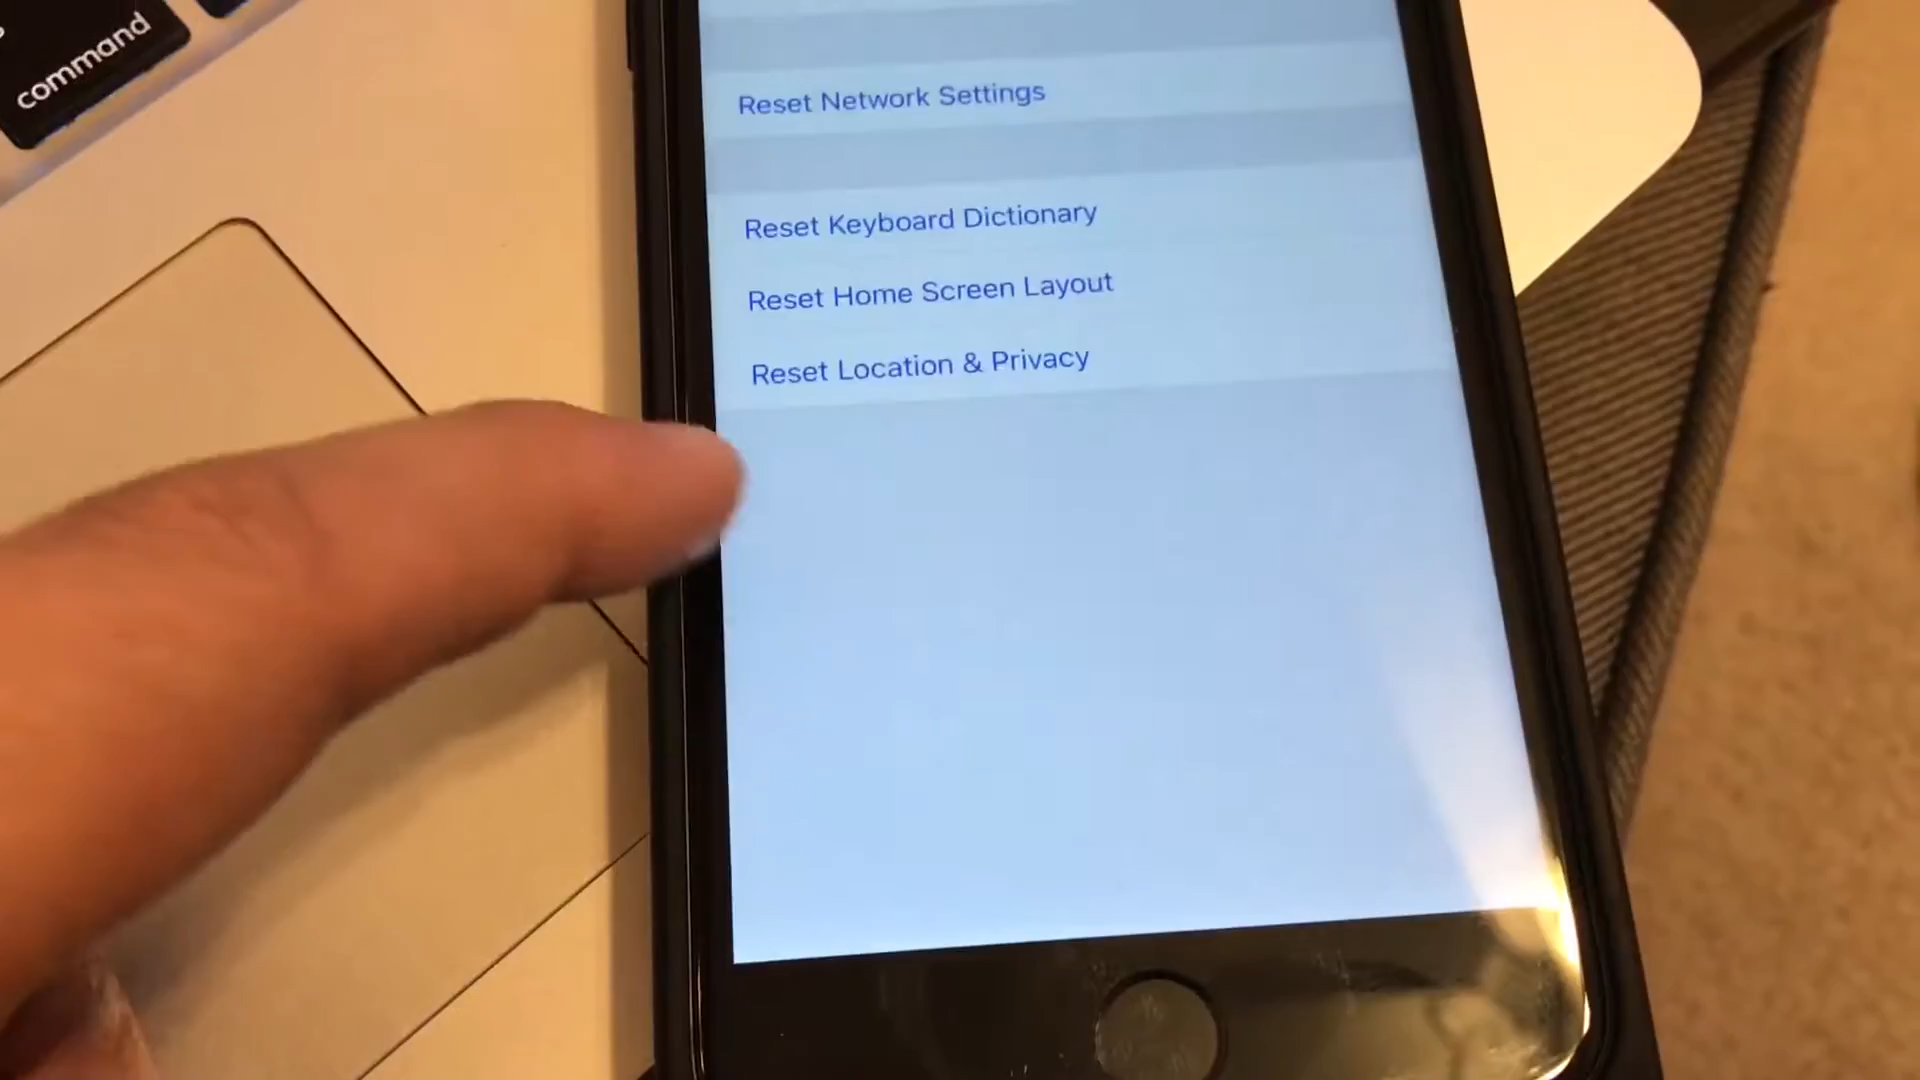 command
Reset Network Settings
Reset Keyboard Dictionary
Reset Home Screen Layout
Reset Location & Privacy